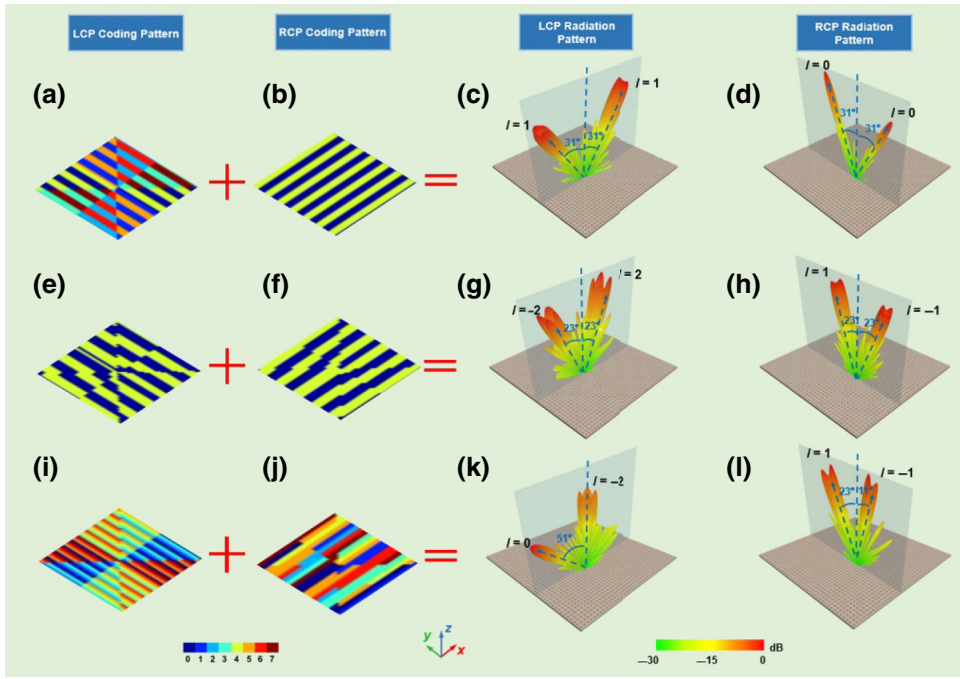 LCP Coding Pattern
RCP Coding Pattern
LCP Radiation
Pattern
RCP Radiation
Pattern
(a)
(b)
(c)
l = 1
l = 1
31°
31°
(d)
l = 0
l = 0
31°
31°
(e)
(f)
(g)
l = 2
l = –2
23°
23°
(h)
l = 1
l = –1
23°
23°
(i)
(j)
(k)
l = –2
l = 0
51°
(l)
l = 1
l = –1
23°
0 1 2 3 4 5 6 7
y z x
–30 –15 0 dB